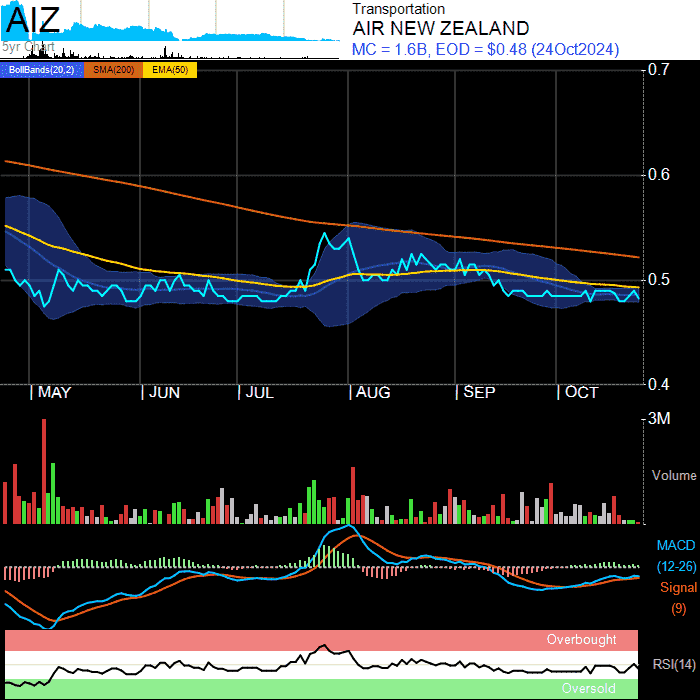 AIZ
5yr Chart
Transportation
AIR NEW ZEALAND
MC = 1.6B, EOD = $0.48 (24Oct2024)
BollBands(20,2) SMA(200) EMA(50)
0.7
0.6
0.5
0.4
MAY JUN JUL AUG SEP OCT
3M
Volume
MACD
(12-26)
Signal
(9)
Overbought
RSI(14)
Oversold